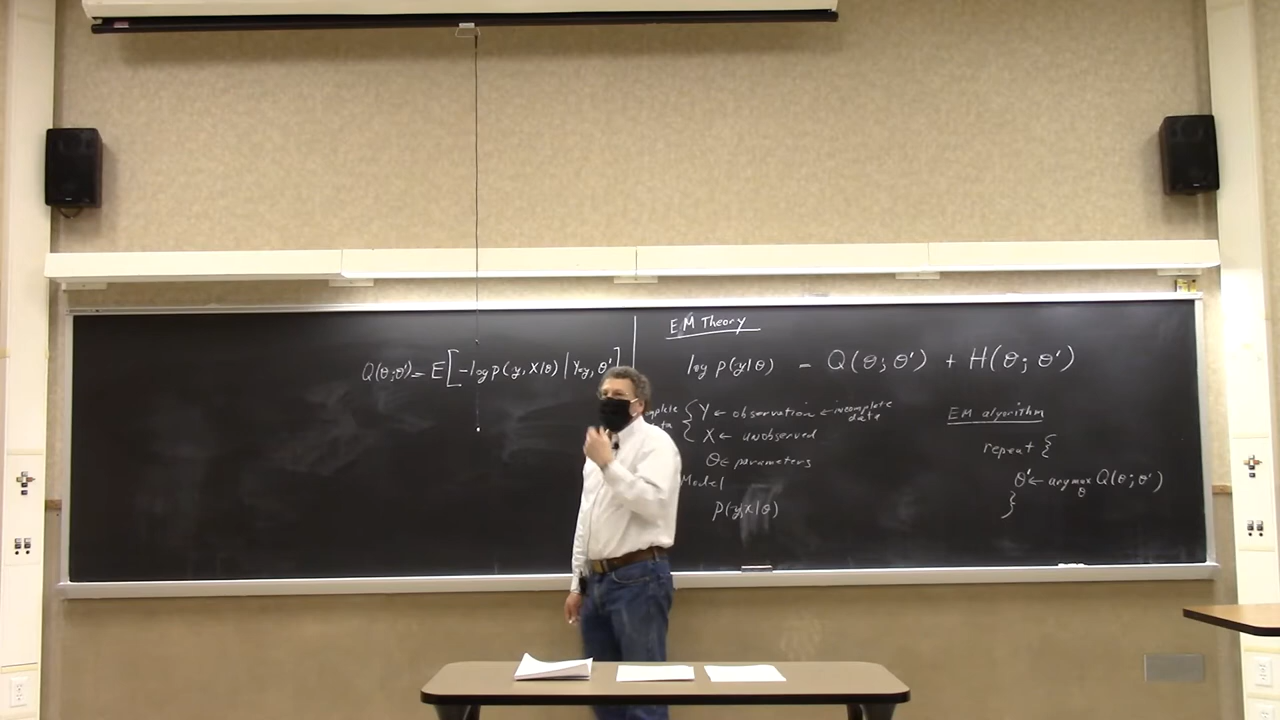 Q(θ;θ') = E[-log p(y,X|θ) | Y=y, θ']
EM Theory
log p(y|θ) = Q(θ; θ') + H(θ; θ')
Y ← observation ← incomplete data
X ← unobserved
θ ← parameters
Model
p(y,x|θ)
EM algorithm
repeat {
θ' ← argmax θ Q(θ; θ')
}